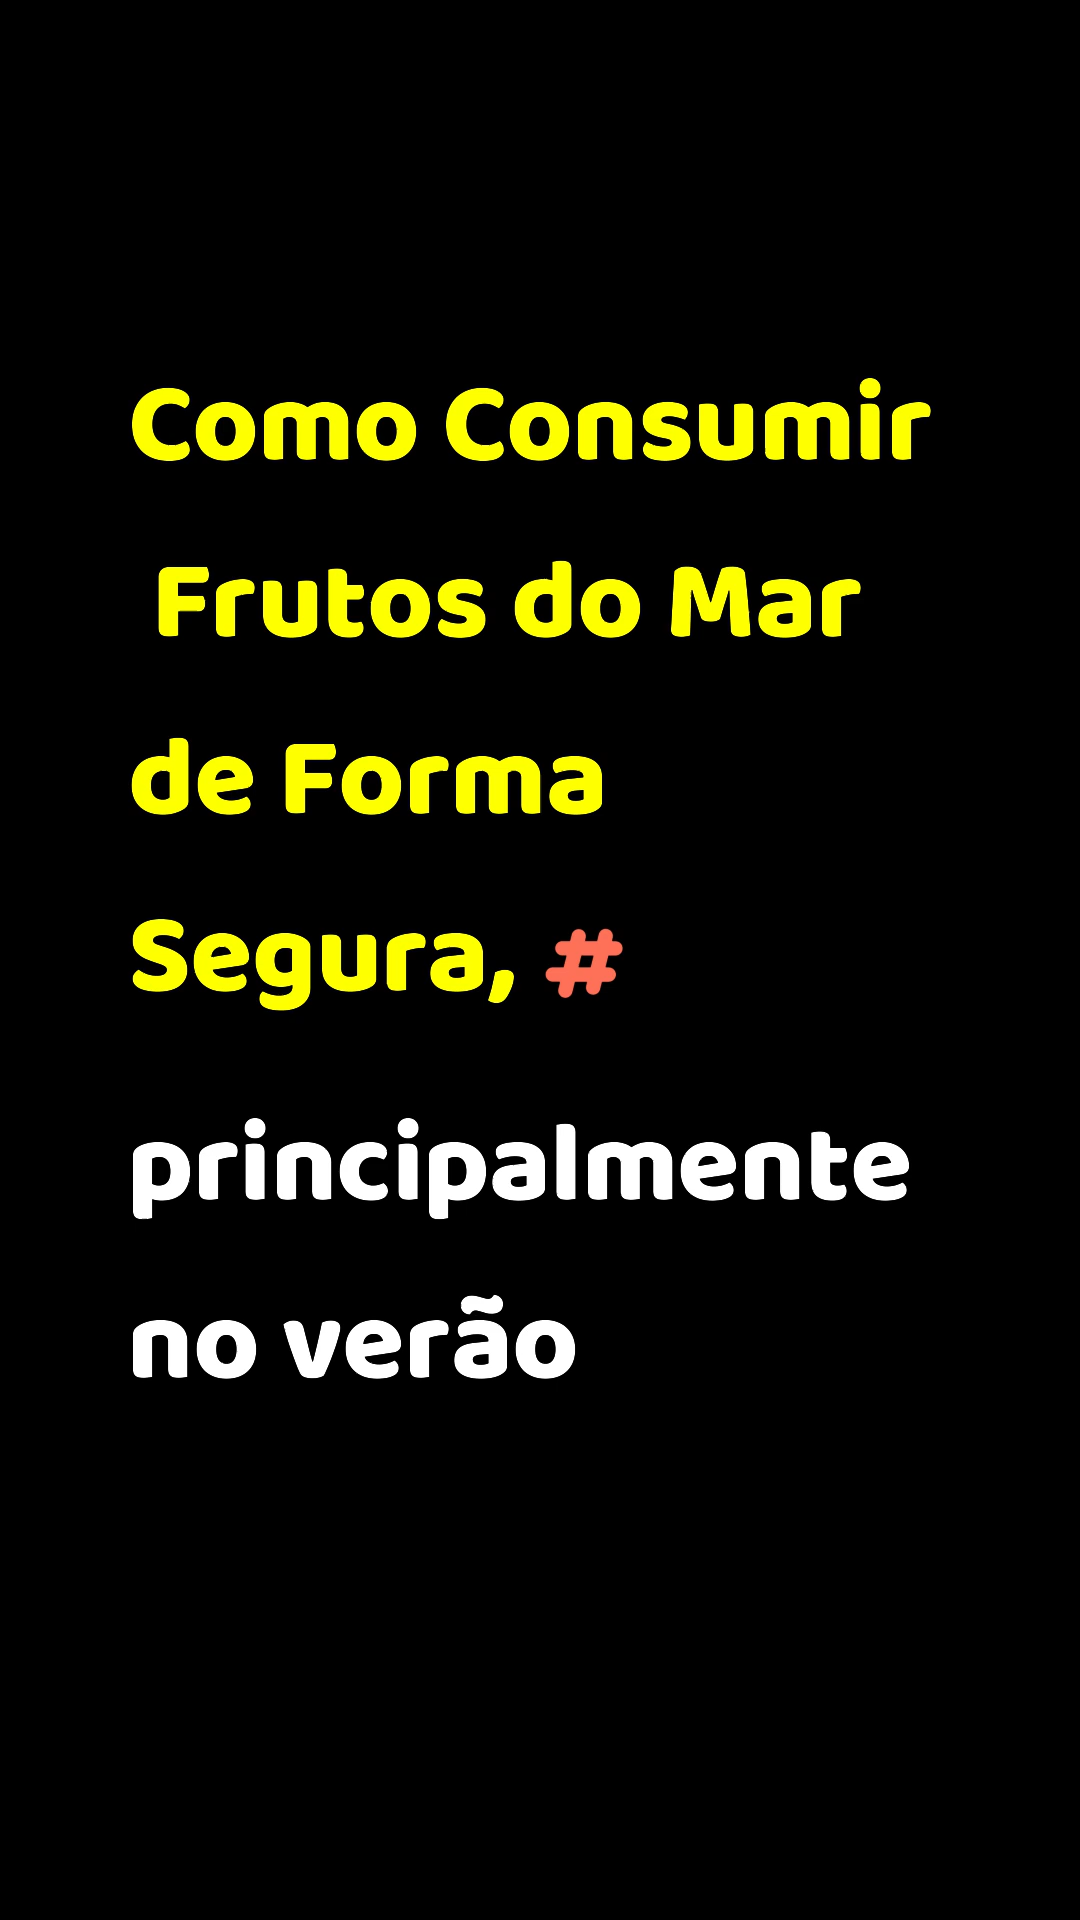 Como Consumir
Frutos do Mar
de Forma
Segura, #
principalmente
no verão